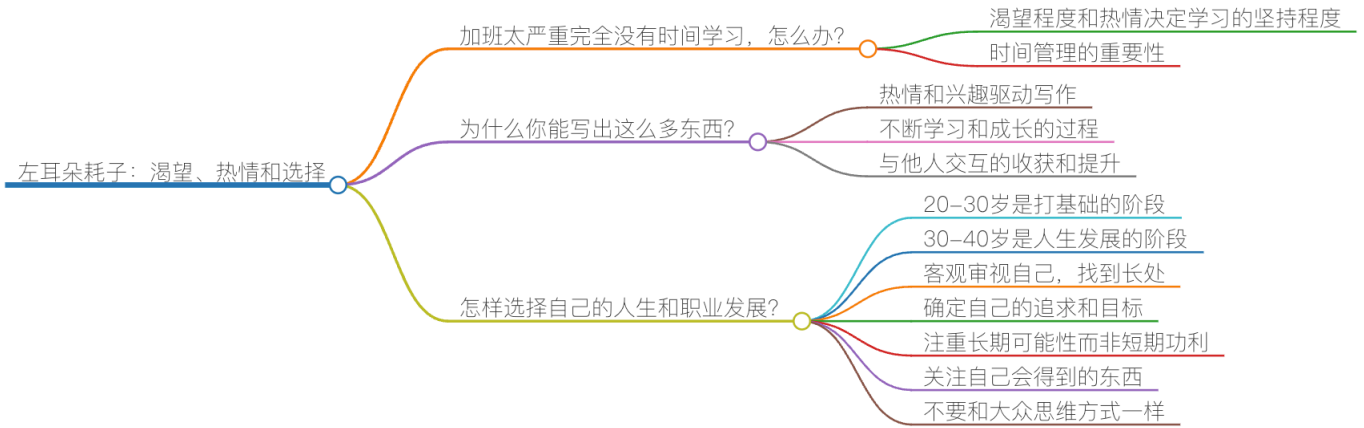 左耳朵耗子：渴望、热情和选择
加班太严重完全没有时间学习，怎么办？
渴望程度和热情决定学习的坚持程度
时间管理的重要性
为什么你能写出这么多东西？
热情和兴趣驱动写作
不断学习和成长的过程
与他人交互的收获和提升
怎样选择自己的人生和职业发展？
20-30岁是打基础的阶段
30-40岁是人生发展的阶段
客观审视自己，找到长处
确定自己的追求和目标
注重长期可能性而非短期功利
关注自己会得到的东西
不要和大众思维方式一样